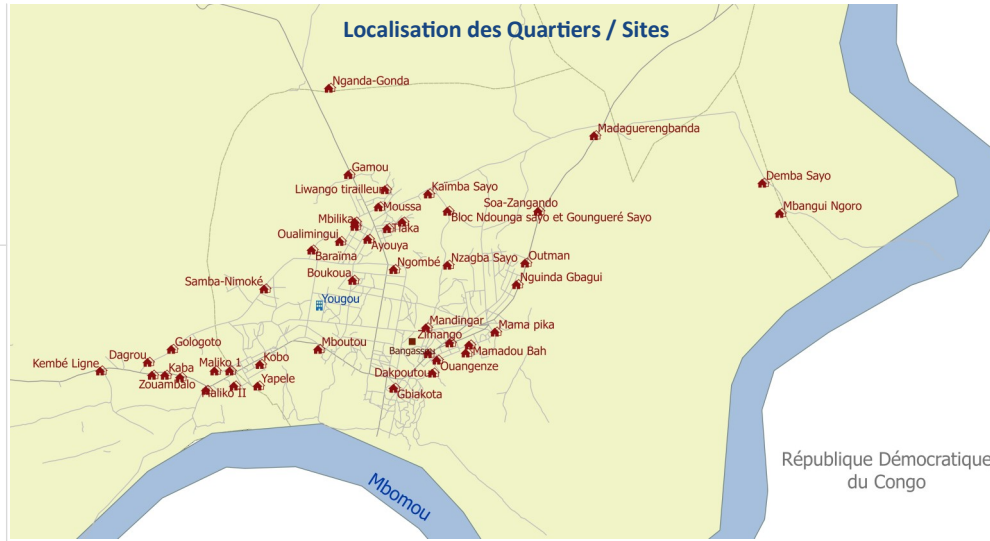 Localisation des Quartiers / Sites
Nganda-Gonda
Madaguerengbanda
Gamou
Demba Sayo
Liwango tirailleur
Kaïmba Sayo
Moussa
Soa-Zangando
Mbangui Ngoro
Bloc Ndounga sayo et Goungueré Sayo
Mbilika
Oualimingui
Ayouya
Baraïma
Ngombé
Nzagba Sayo
Outman
Boukoua
Nguinda Gbagui
Samba-Nimoké
Yougou
Mandingar
Mama pika
Zimango
Gologoto
Mboutou
Mamadou Bah
Dagrou
Kembé Ligne
Kaba
Maliko 1
Kobo
Ouangenze
Dakpoutou
Zouambalo
Maliko II
Yapele
Gbiakota
République Démocratique
du Congo
Mbomou